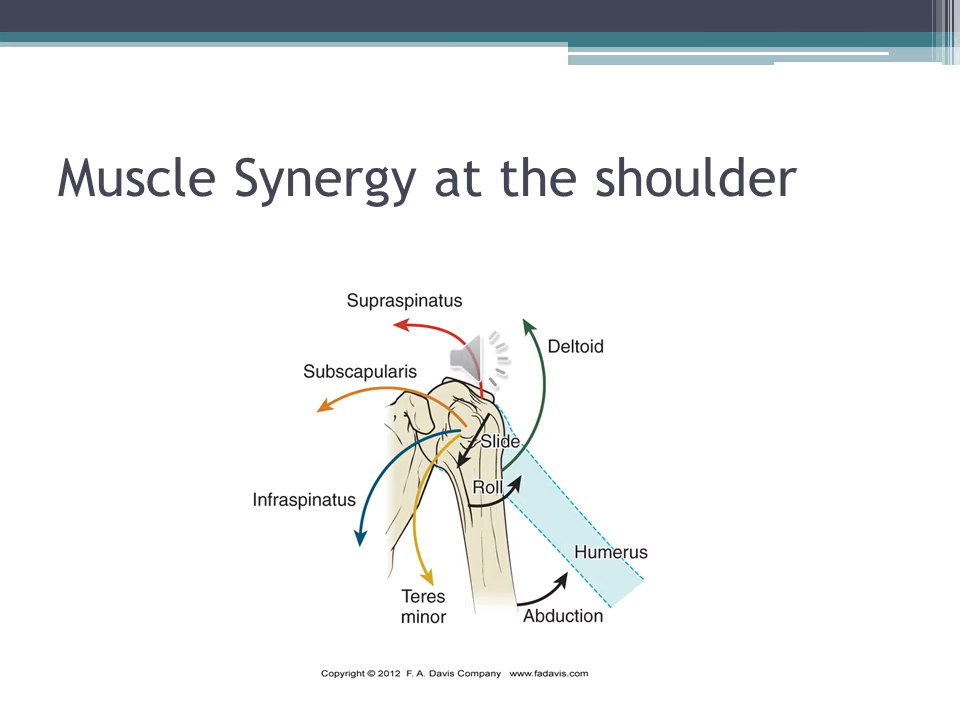 Muscle Synergy at the shoulder
Supraspinatus
Deltoid
Subscapularis
Slide
Roll
Infraspinatus
Humerus
Teres
minor
Abduction
Copyright © 2012 F. A. Davis Company www.fadavis.com